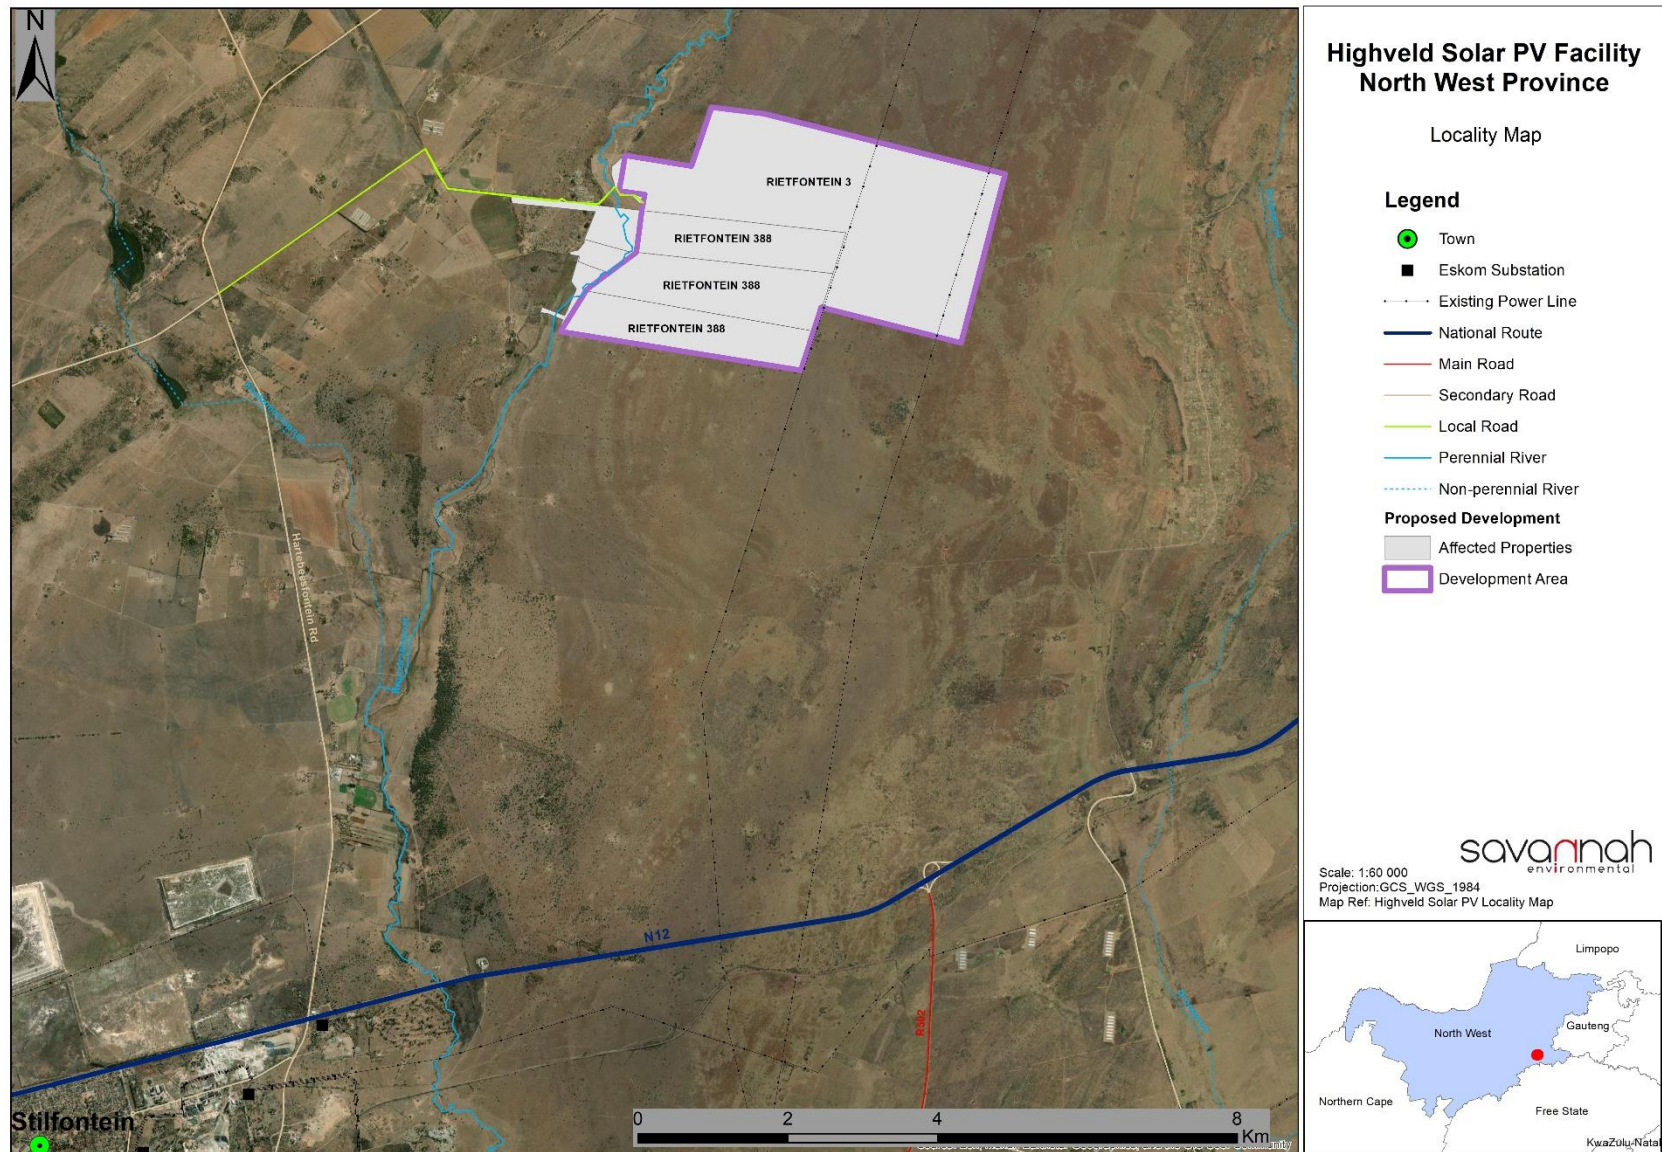 N
RIETFONTEIN 3
RIETFONTEIN 388
RIETFONTEIN 388
RIETFONTEIN 388
Hartebeesfontein Rd
N12
R502
Stilfontein
0 2 4 8
Km
Highveld Solar PV Facility
North West Province
Locality Map
Legend
Town
Eskom Substation
Existing Power Line
National Route
Main Road
Secondary Road
Local Road
Perennial River
Non-perennial River
Proposed Development
Affected Properties
Development Area
savannah
environmental
Scale: 1:60 000
Projection:GCS_WGS_1984
Map Ref: Highveld Solar PV Locality Map
Limpopo
North West
Gauteng
Northern Cape
Free State
KwaZulu-Natal